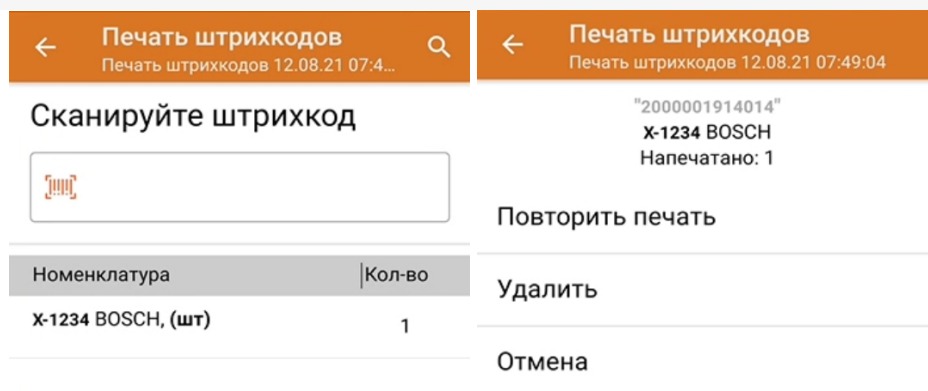 Печать штрихкодов
Печать штрихкодов 12.08.21 07:4...
Сканируйте штрихкод
Номенклатура Кол-во
X-1234 BOSCH, (шт) 1
Печать штрихкодов
Печать штрихкодов 12.08.21 07:49:04
"2000001914014"
X-1234 BOSCH
Напечатано: 1
Повторить печать
Удалить
Отмена